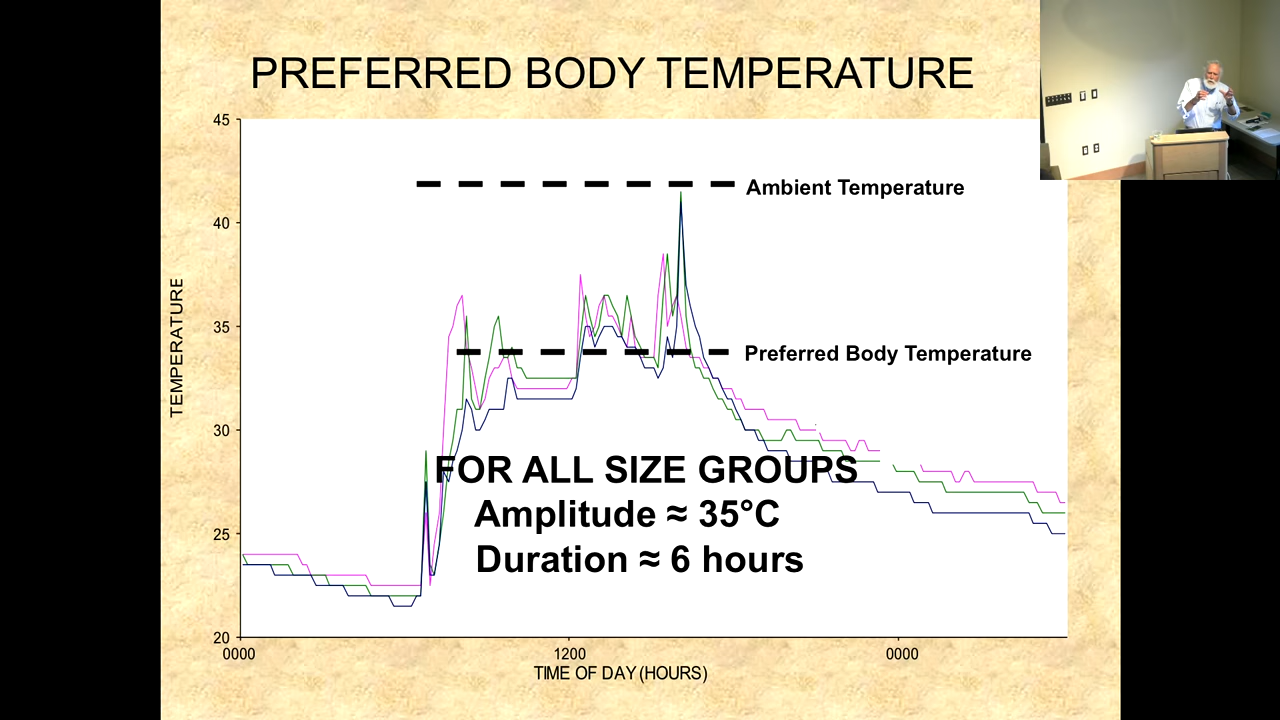 PREFERRED BODY TEMPERATURE
45
Ambient Temperature
40
TEMPERATURE
35
Preferred Body Temperature
30
FOR ALL SIZE GROUPS
Amplitude ≈ 35°C
25
Duration ≈ 6 hours
20
0000
1200
0000
TIME OF DAY (HOURS)